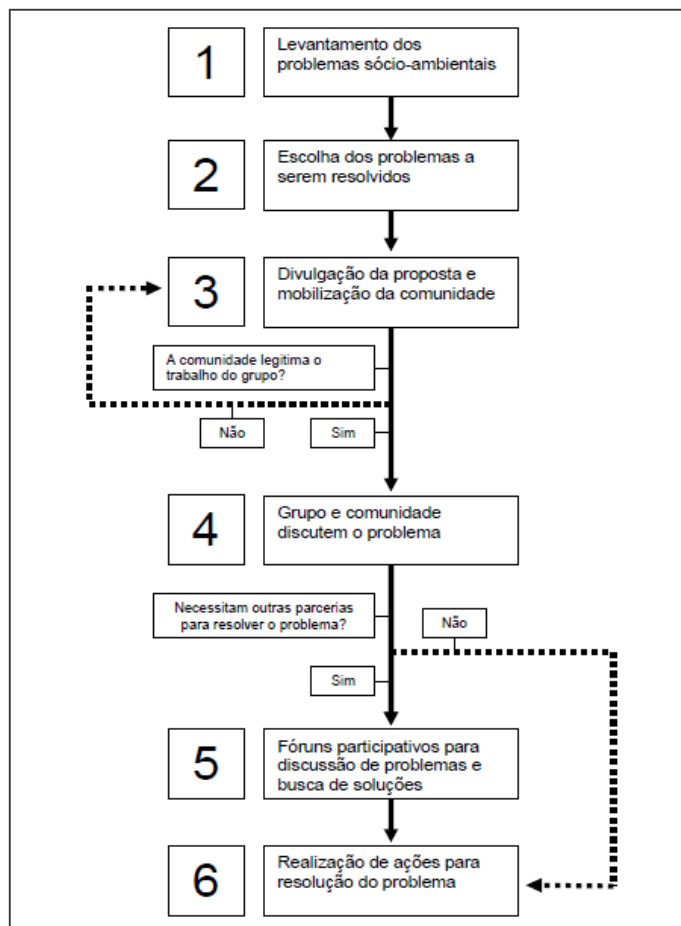 1
Levantamento dos
problemas sócio-ambientais
2
Escolha dos problemas a
serem resolvidos
3
Divulgação da proposta e
mobilização da comunidade
A comunidade legitima o
trabalho do grupo?
Não
Sim
4
Grupo e comunidade
discutem o problema
Necessitam outras parcerias
para resolver o problema?
Não
Sim
5
Fóruns participativos para
discussão de problemas e
busca de soluções
6
Realização de ações para
resolução do problema